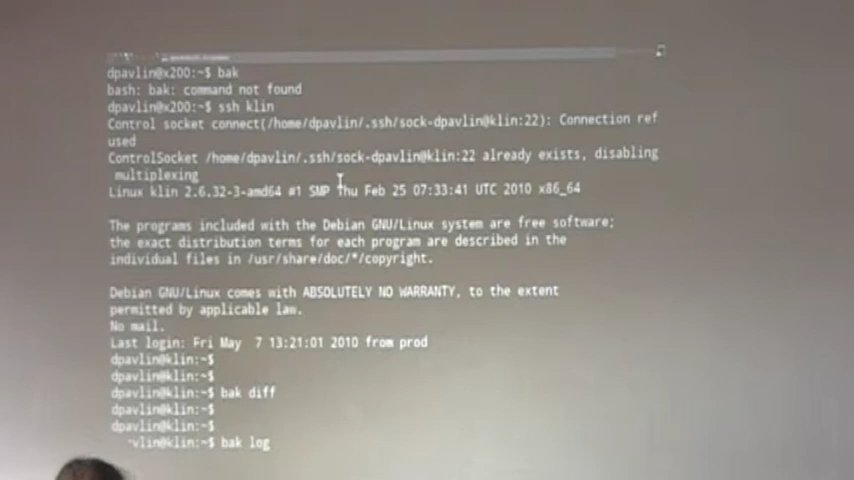 dpavlin@x200:~$ bak
bash: bak: command not found
dpavlin@x200:~$ ssh klin
Control socket connect(/home/dpavlin/.ssh/sock-dpavlin@klin:22): Connection ref
used
ControlSocket /home/dpavlin/.ssh/sock-dpavlin@klin:22 already exists, disabling
multiplexing
Linux klin 2.6.32-3-amd64 #1 SMP Thu Feb 25 07:33:41 UTC 2010 x86_64
The programs included with the Debian GNU/Linux system are free software;
the exact distribution terms for each program are described in the
individual files in /usr/share/doc/*/copyright.
Debian GNU/Linux comes with ABSOLUTELY NO WARRANTY, to the extent
permitted by applicable law.
No mail.
Last login: Fri May  7 13:21:01 2010 from prod
dpavlin@klin:~$
dpavlin@klin:~$
dpavlin@klin:~$ bak diff
dpavlin@klin:~$
dpavlin@klin:~$
vlin@klin:~$ bak log